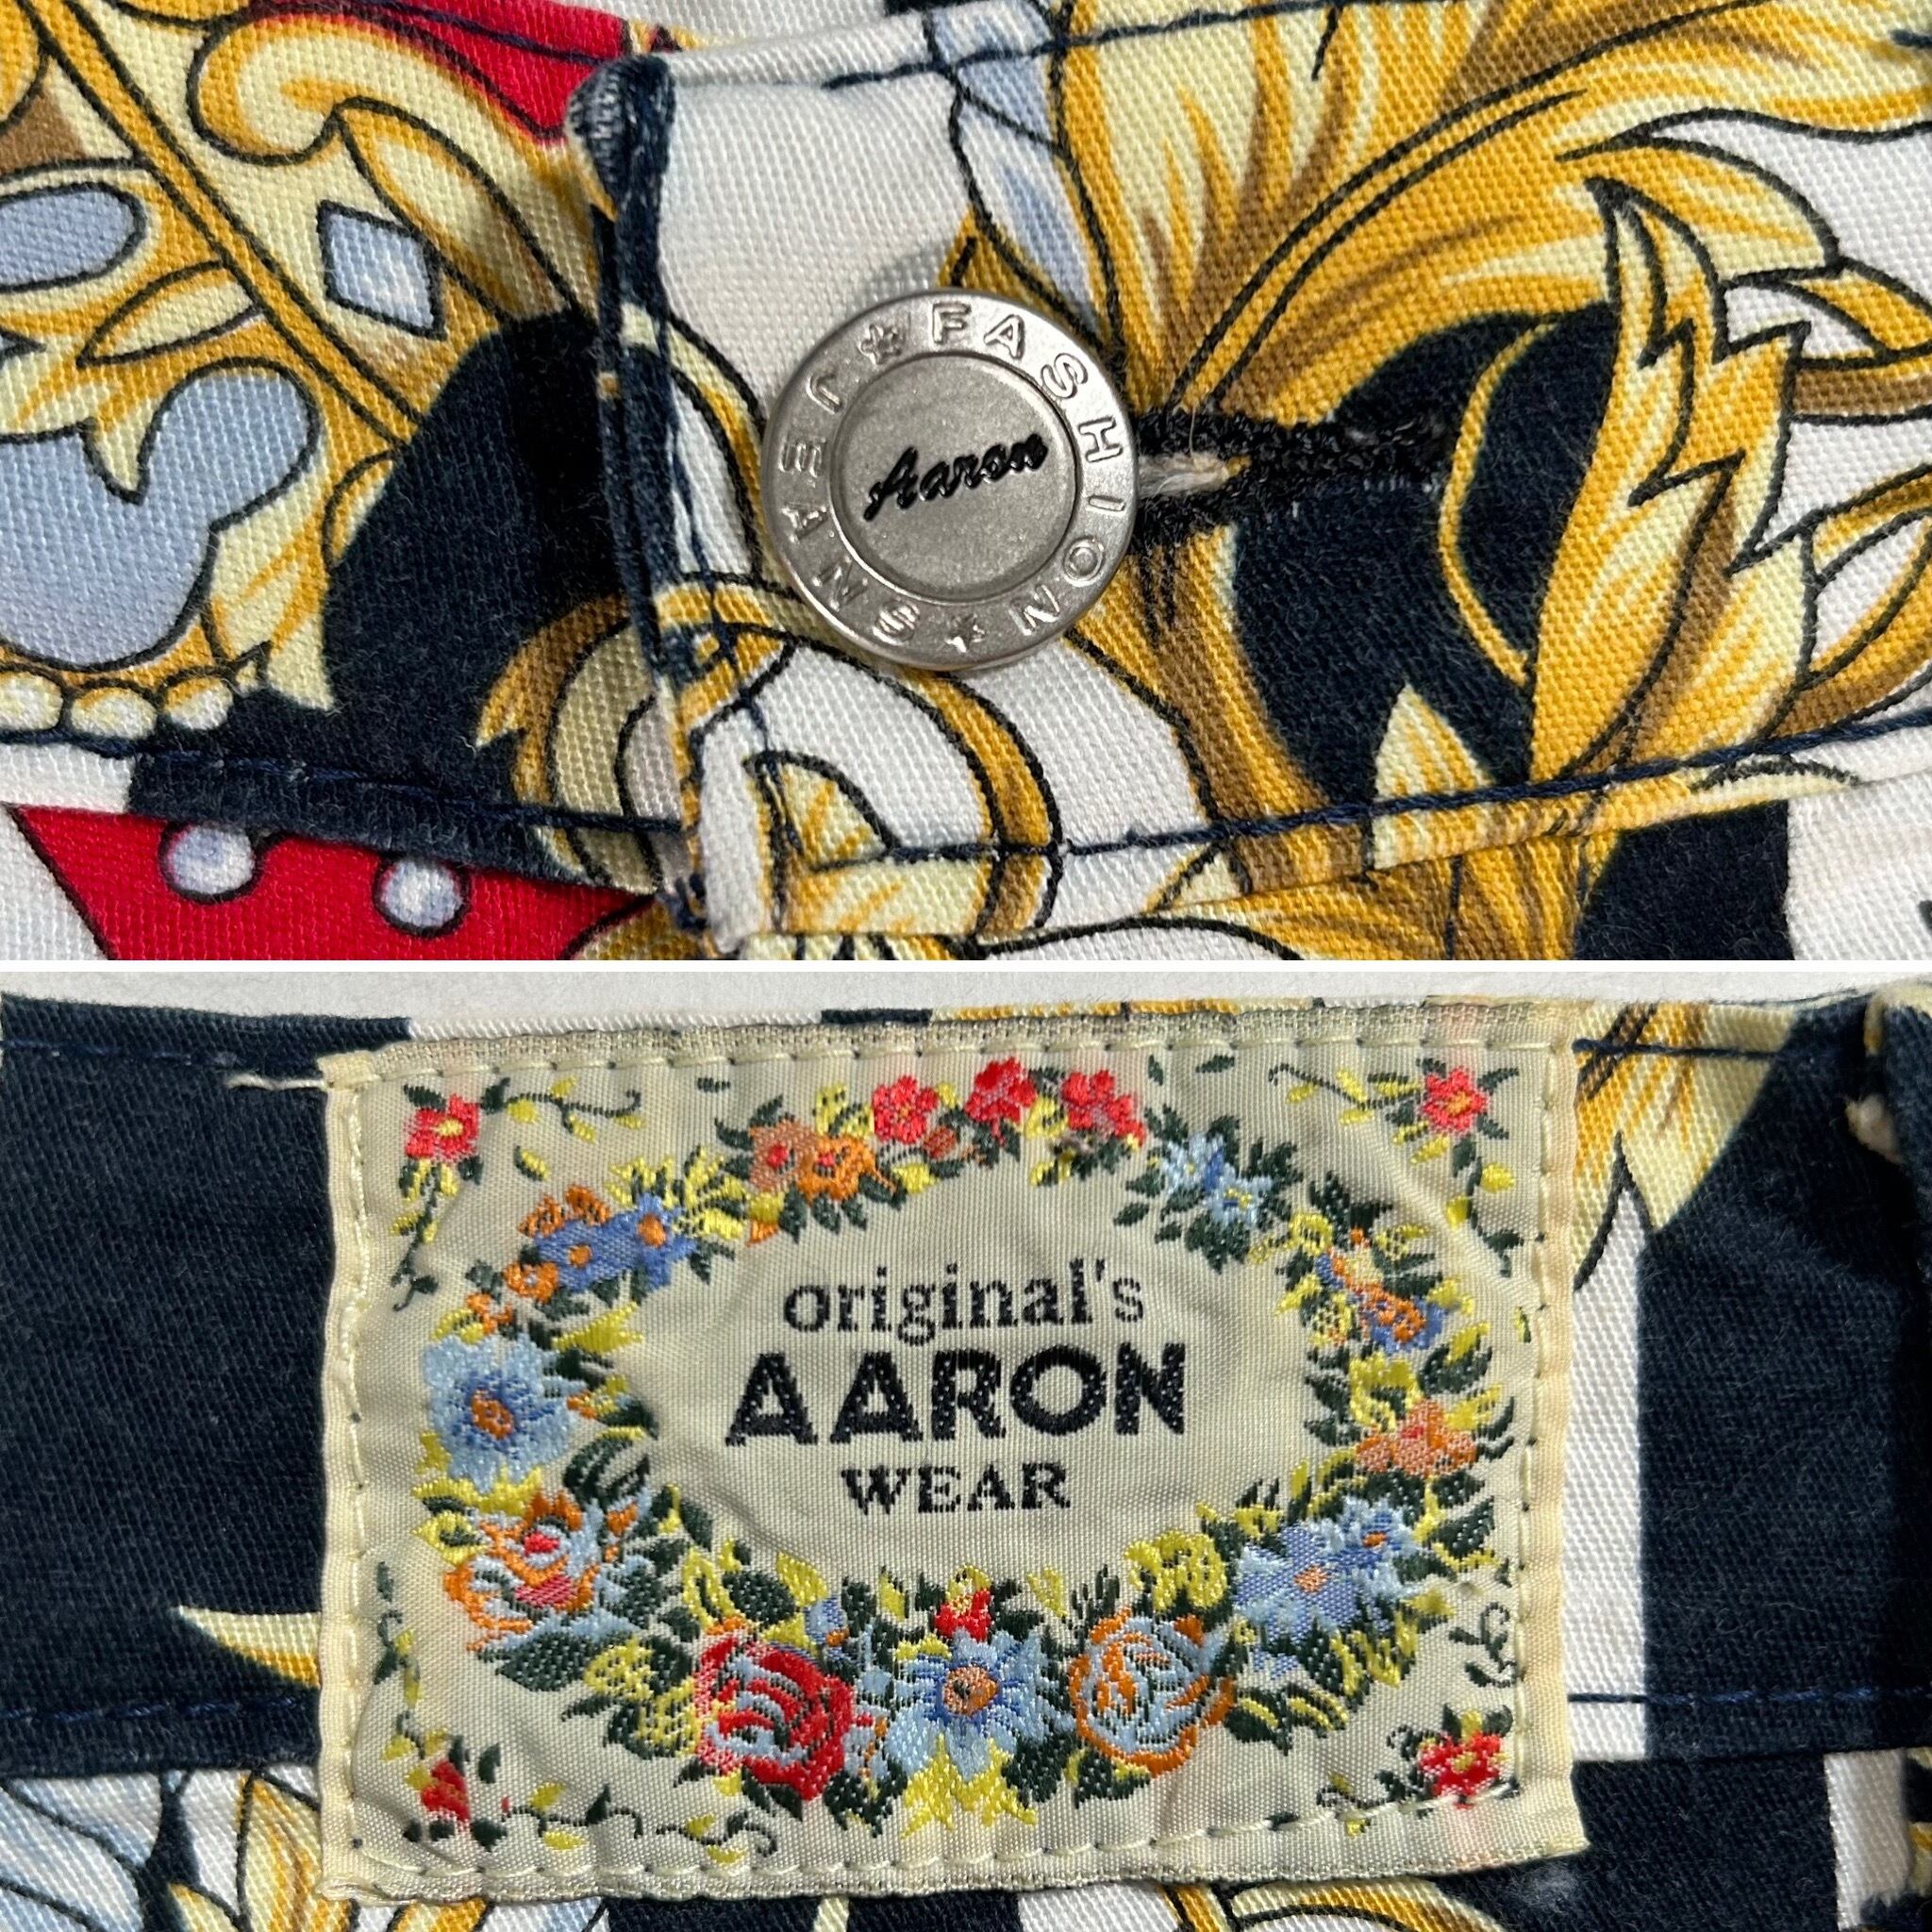 ★ FASHION ★ JEANS
Aaron
original's
AARON
WEAR